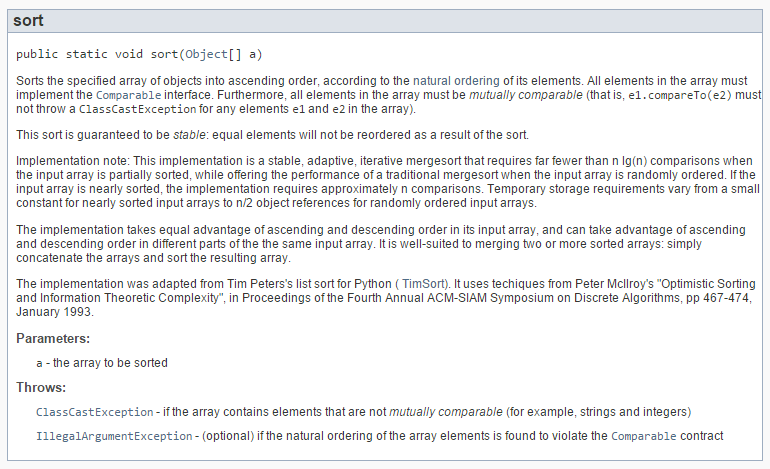 sort
public static void sort(Object[] a)
Sorts the specified array of objects into ascending order, according to the natural ordering of its elements. All elements in the array must
implement the Comparable interface. Furthermore, all elements in the array must be mutually comparable (that is, e1.compareTo(e2) must
not throw a ClassCastException for any elements e1 and e2 in the array).
This sort is guaranteed to be stable: equal elements will not be reordered as a result of the sort.
Implementation note: This implementation is a stable, adaptive, iterative mergesort that requires far fewer than n lg(n) comparisons when
the input array is partially sorted, while offering the performance of a traditional mergesort when the input array is randomly ordered. If the
input array is nearly sorted, the implementation requires approximately n comparisons. Temporary storage requirements vary from a small
constant for nearly sorted input arrays to n/2 object references for randomly ordered input arrays.
The implementation takes equal advantage of ascending and descending order in its input array, and can take advantage of ascending
and descending order in different parts of the the same input array. It is well-suited to merging two or more sorted arrays: simply
concatenate the arrays and sort the resulting array.
The implementation was adapted from Tim Peters's list sort for Python ( TimSort). It uses techiques from Peter McIlroy's "Optimistic Sorting
and Information Theoretic Complexity", in Proceedings of the Fourth Annual ACM-SIAM Symposium on Discrete Algorithms, pp 467-474,
January 1993.
Parameters:
a - the array to be sorted
Throws:
ClassCastException - if the array contains elements that are not mutually comparable (for example, strings and integers)
IllegalArgumentException - (optional) if the natural ordering of the array elements is found to violate the Comparable contract